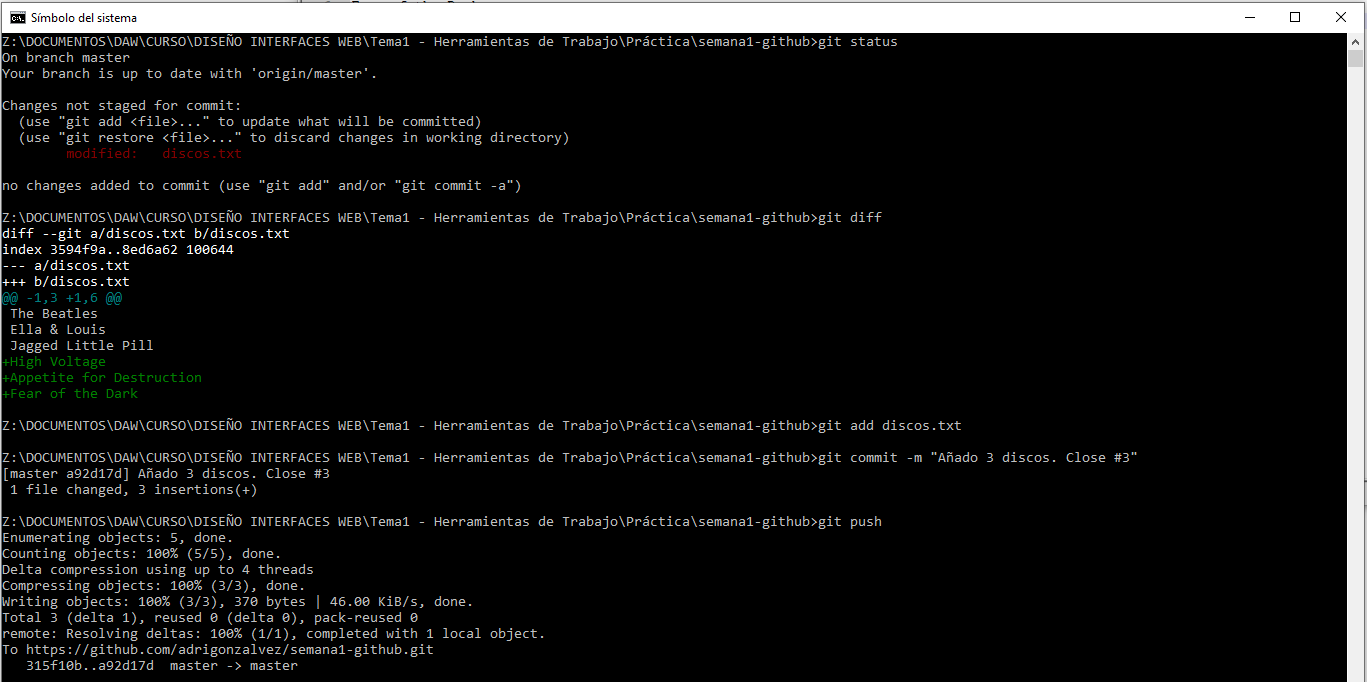 Símbolo del sistema
Z:\DOCUMENTOS\DAW\CURSO\DISEÑO INTERFACES WEB\Tema1 - Herramientas de Trabajo\Práctica\semana1-github>git status
On branch master
Your branch is up to date with 'origin/master'.
Changes not staged for commit:
  (use "git add <file>..." to update what will be committed)
  (use "git restore <file>..." to discard changes in working directory)
        modified:   discos.txt
no changes added to commit (use "git add" and/or "git commit -a")
Z:\DOCUMENTOS\DAW\CURSO\DISEÑO INTERFACES WEB\Tema1 - Herramientas de Trabajo\Práctica\semana1-github>git diff
diff --git a/discos.txt b/discos.txt
index 3594f9a..8ed6a62 100644
--- a/discos.txt
+++ b/discos.txt
@@ -1,3 +1,6 @@
 The Beatles
 Ella & Louis
 Jagged Little Pill
+High Voltage
+Appetite for Destruction
+Fear of the Dark
Z:\DOCUMENTOS\DAW\CURSO\DISEÑO INTERFACES WEB\Tema1 - Herramientas de Trabajo\Práctica\semana1-github>git add discos.txt
Z:\DOCUMENTOS\DAW\CURSO\DISEÑO INTERFACES WEB\Tema1 - Herramientas de Trabajo\Práctica\semana1-github>git commit -m "Añado 3 discos. Close #3"
[master a92d17d] Añado 3 discos. Close #3
 1 file changed, 3 insertions(+)
Z:\DOCUMENTOS\DAW\CURSO\DISEÑO INTERFACES WEB\Tema1 - Herramientas de Trabajo\Práctica\semana1-github>git push
Enumerating objects: 5, done.
Counting objects: 100% (5/5), done.
Delta compression using up to 4 threads
Compressing objects: 100% (3/3), done.
Writing objects: 100% (3/3), 370 bytes | 46.00 KiB/s, done.
Total 3 (delta 1), reused 0 (delta 0), pack-reused 0
remote: Resolving deltas: 100% (1/1), completed with 1 local object.
To https://github.com/adrigonzalvez/semana1-github.git
   315f10b..a92d17d  master -> master